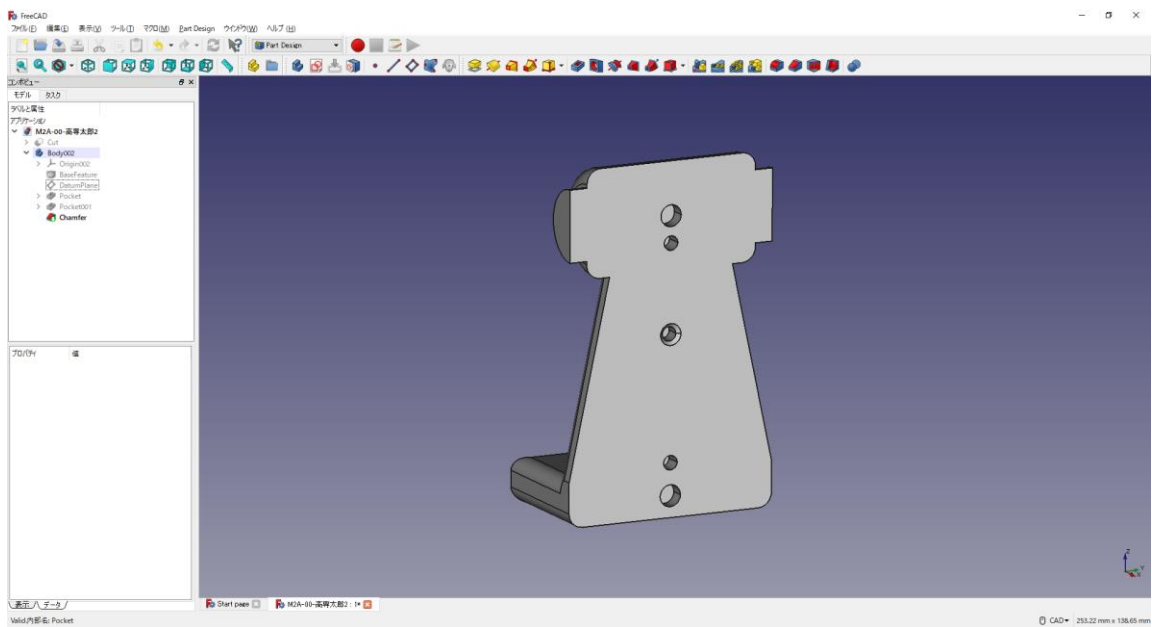 FreeCAD
ファイル(F) 編集(E) 表示(V) ツール(T) マクロ(M) Part Design ウィンドウ(W) ヘルプ(H)
Part Design
コンボビュー
モデル タスク
ラベルと属性
アプリケーション
M2A-00-高専太郎2
Cut
Body002
Origin002
BaseFeature
DatumPlane
Pocket
Pocket001
Chamfer
プロパティ 値
Z
Y
X
表示 データ
Start page
M2A-00-高専太郎2 : 1*
Valid,内部名: Pocket
CAD
253.22 mm x 138.65 mm